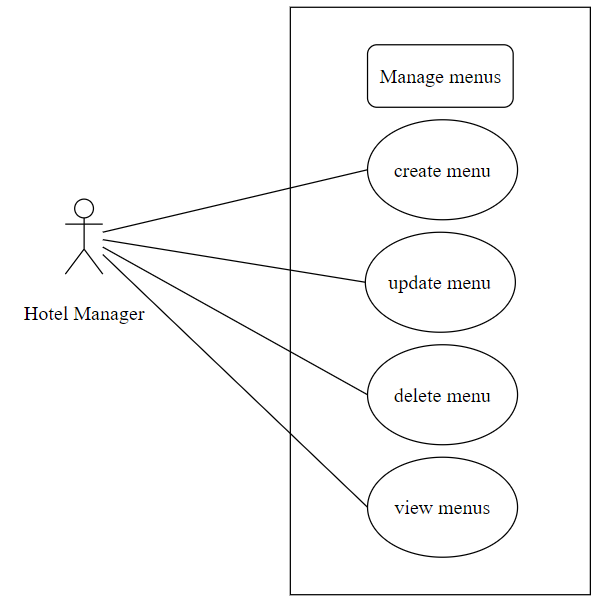 Manage menus
create menu
update menu
Hotel Manager
delete menu
view menus